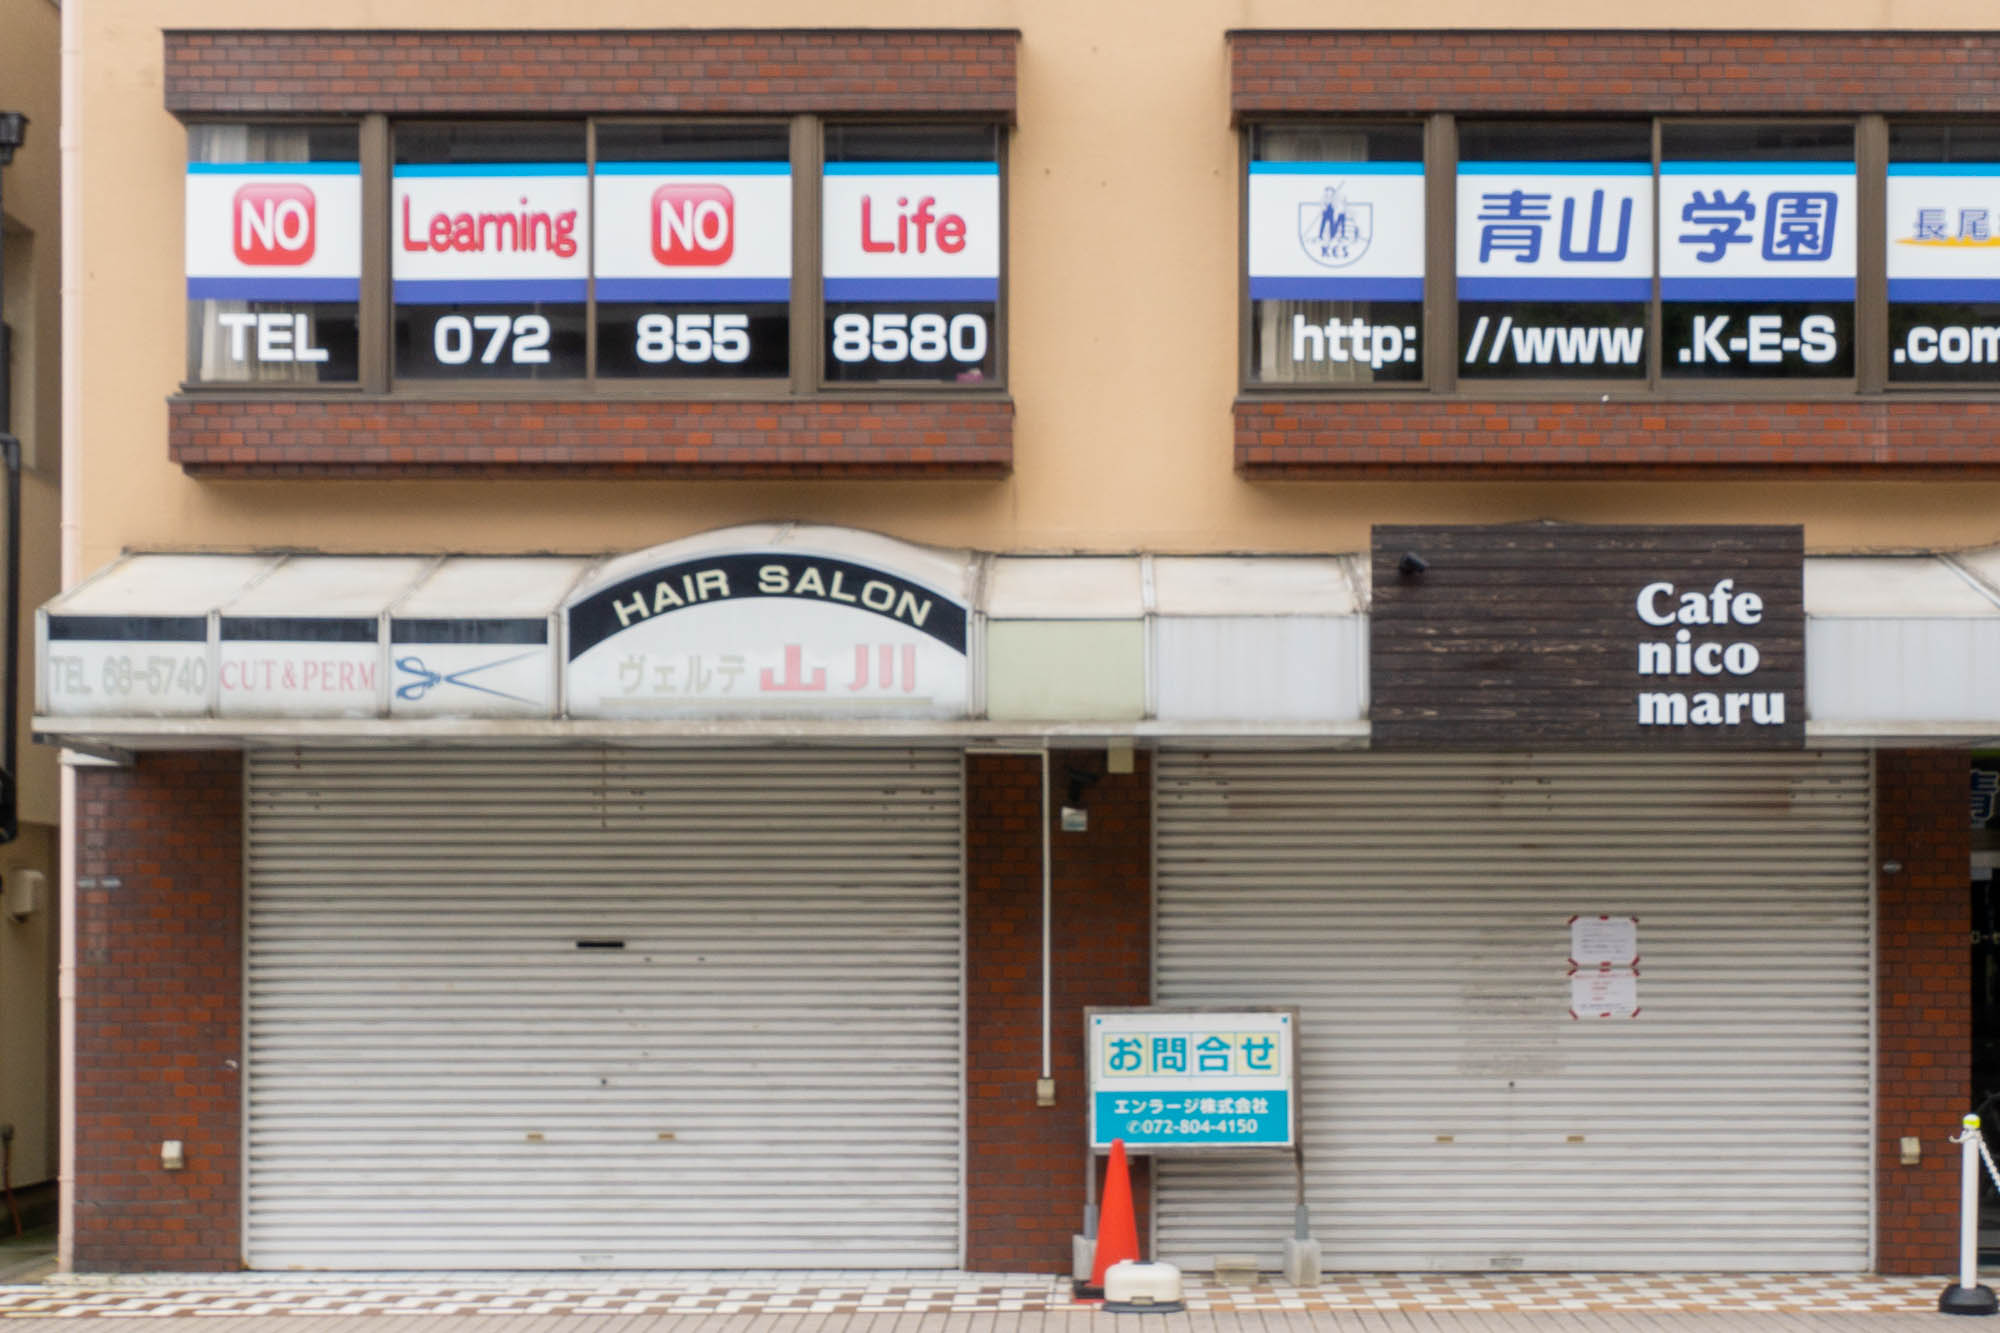 NO Learning NO Life
TEL 072 855 8580
M
KES
青山学園
長尾
http://www.K-E-S.com
HAIR SALON
TEL 68-5740
CUT & PERM
ヴェルテ 山川
Cafe
nico
maru
青
お問合せ
エンラージ株式会社
✆072-804-4150